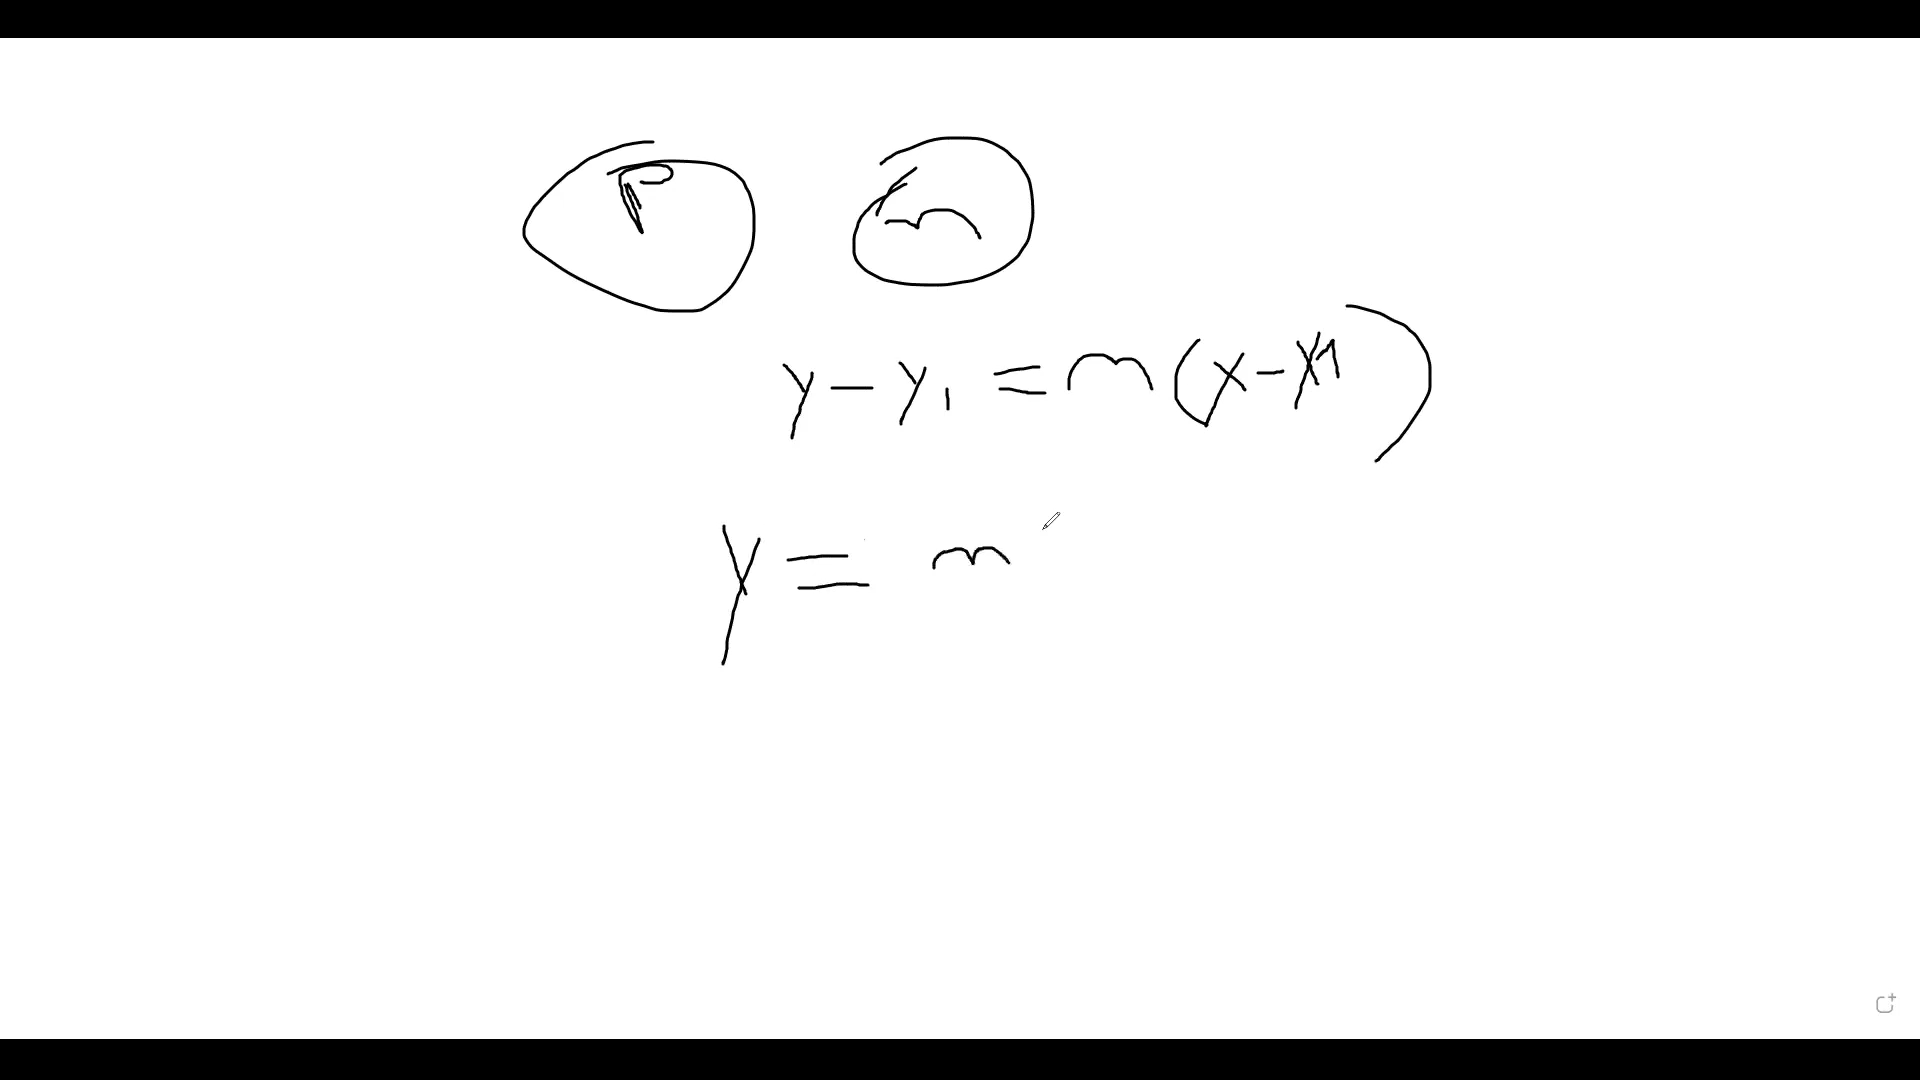 P m
y - y1 = m(x - x1)
y = m